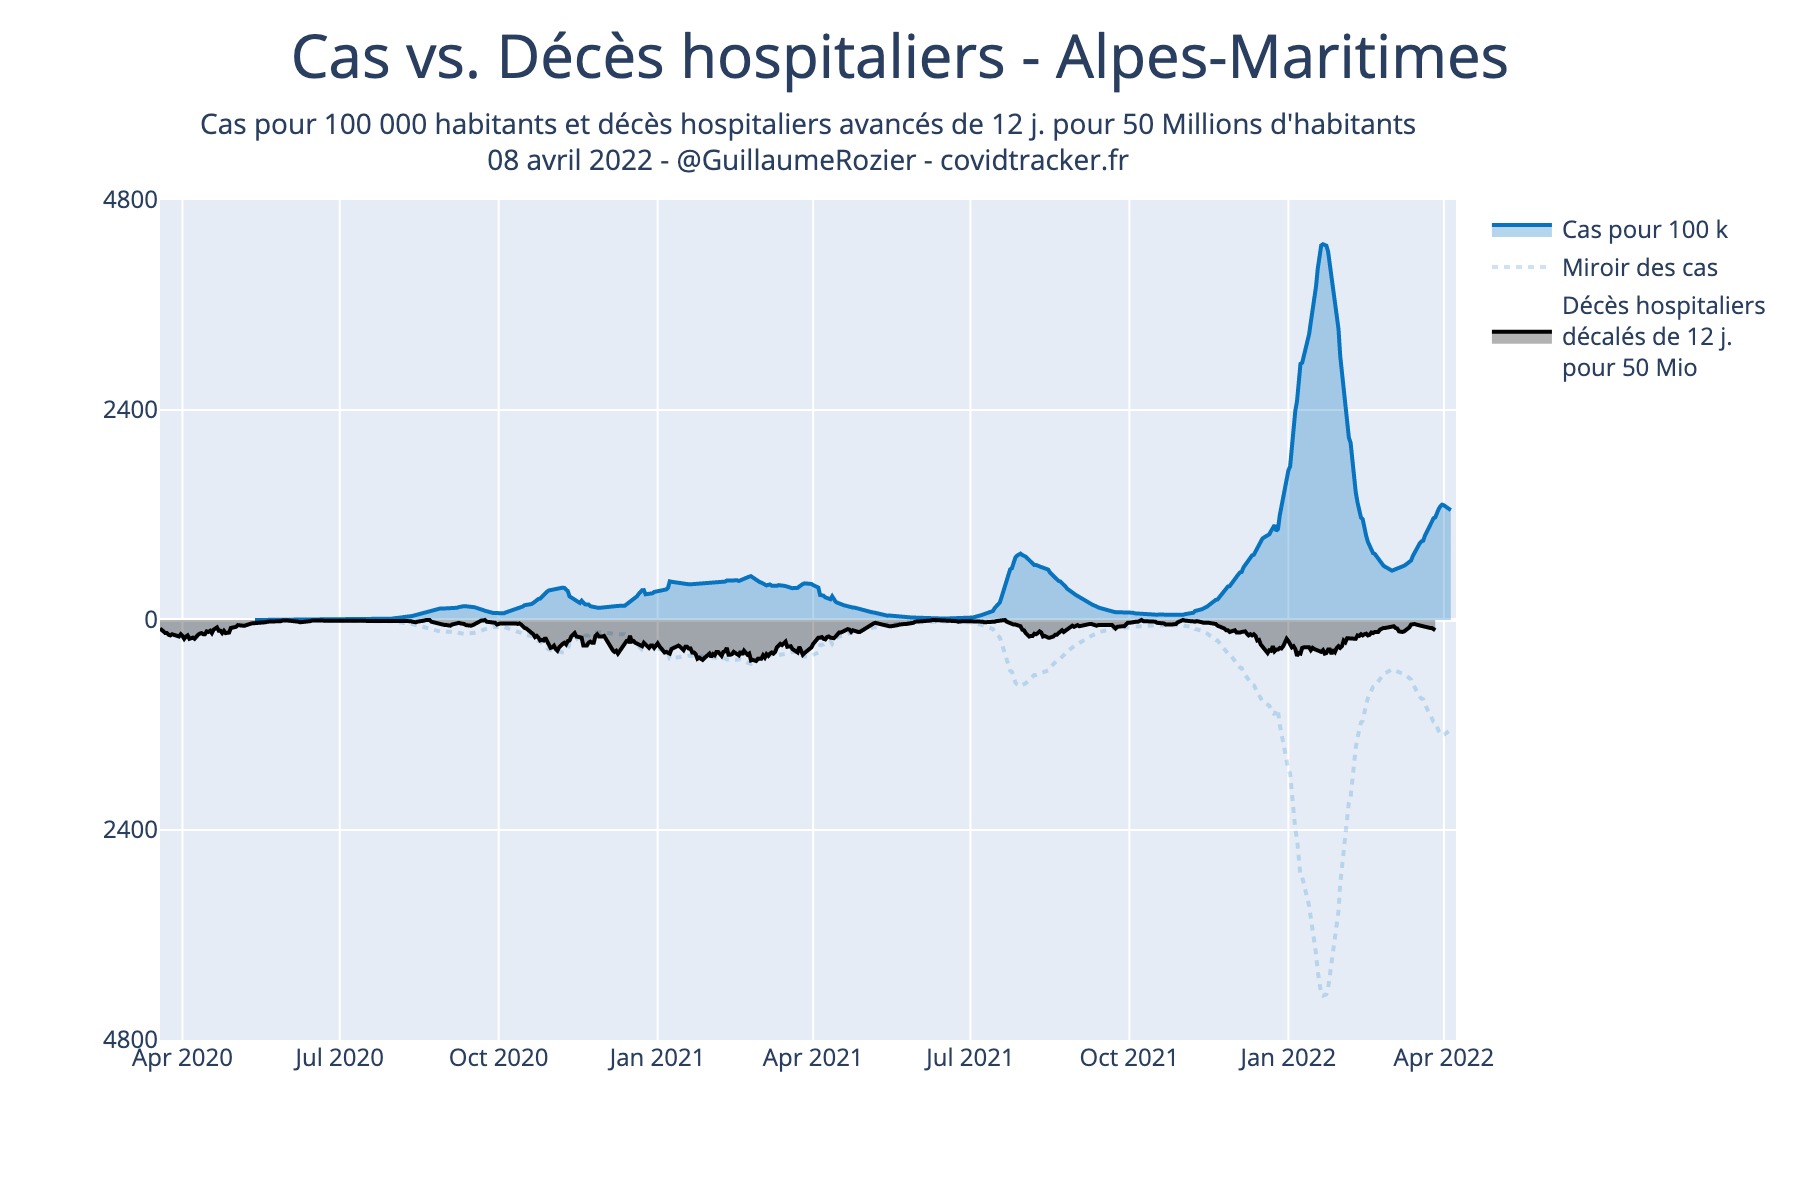 Cas vs. Décès hospitaliers - Alpes-Maritimes
Cas pour 100 000 habitants et décès hospitaliers avancés de 12 j. pour 50 Millions d'habitants
08 avril 2022 - @GuillaumeRozier - covidtracker.fr
4800
2400
0
2400
4800
Apr 2020
Jul 2020
Oct 2020
Jan 2021
Apr 2021
Jul 2021
Oct 2021
Jan 2022
Apr 2022
Cas pour 100 k
Miroir des cas
Décès hospitaliers
décalés de 12 j.
pour 50 Mio